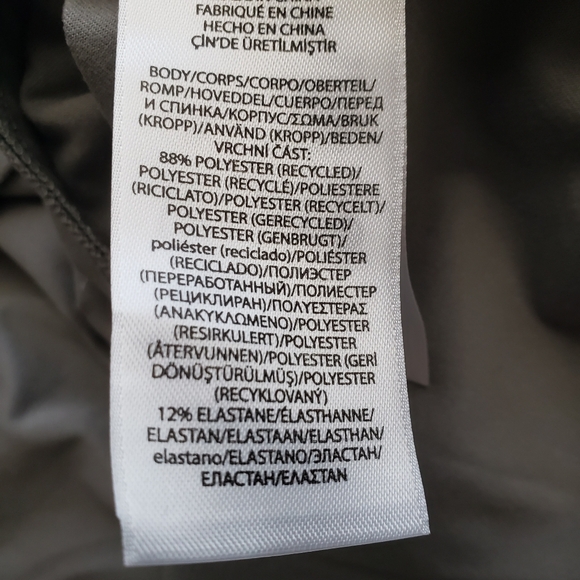 FABRIQUÉ EN CHINE
HECHO EN CHINA
ÇİN'DE ÜRETİLMİŞTİR
BODY/CORPS/CORPO/OBERTEIL/
ROMP/HOVEDDEL/CUERPO/ПЕРЕД
И СПИНКА/КОРПУС/ΣΩΜΑ/BRUK
(KROPP)/ANVÄND (KROPP)/BEDEN/
VRCHNÍ ČÁST:
88% POLYESTER (RECYCLED)/
POLYESTER (RECYCLÉ)/POLIESTERE
(RICICLATO)/POLYESTER (RECYCELT)/
POLYESTER (GERECYCLED)/
POLYESTER (GENBRUGT)/
poliéster (reciclado)/POLIÉSTER
(RECICLADO)/ПОЛИЭСТЕР
(ПЕРЕРАБОТАННЫЙ)/ПОЛИЕСТЕР
(РЕЦИКЛИРАН)/ΠΟΛΥΕΣΤΕΡΑΣ
(ΑΝΑΚΥΚΛΩΜΕΝΟ)/POLYESTER
(RESIRKULERT)/POLYESTER
(ÅTERVUNNEN)/POLYESTER (GERİ
DÖNÜŞTÜRÜLMÜŞ)/POLYESTER
(RECYKLOVANÝ)
12% ELASTANE/ÉLASTHANNE/
ELASTAN/ELASTAAN/ELASTHAN/
elastano/ELASTANO/ЭЛАСТАН/
ЕЛАСТАН/ΕΛΑΣΤΑΝ